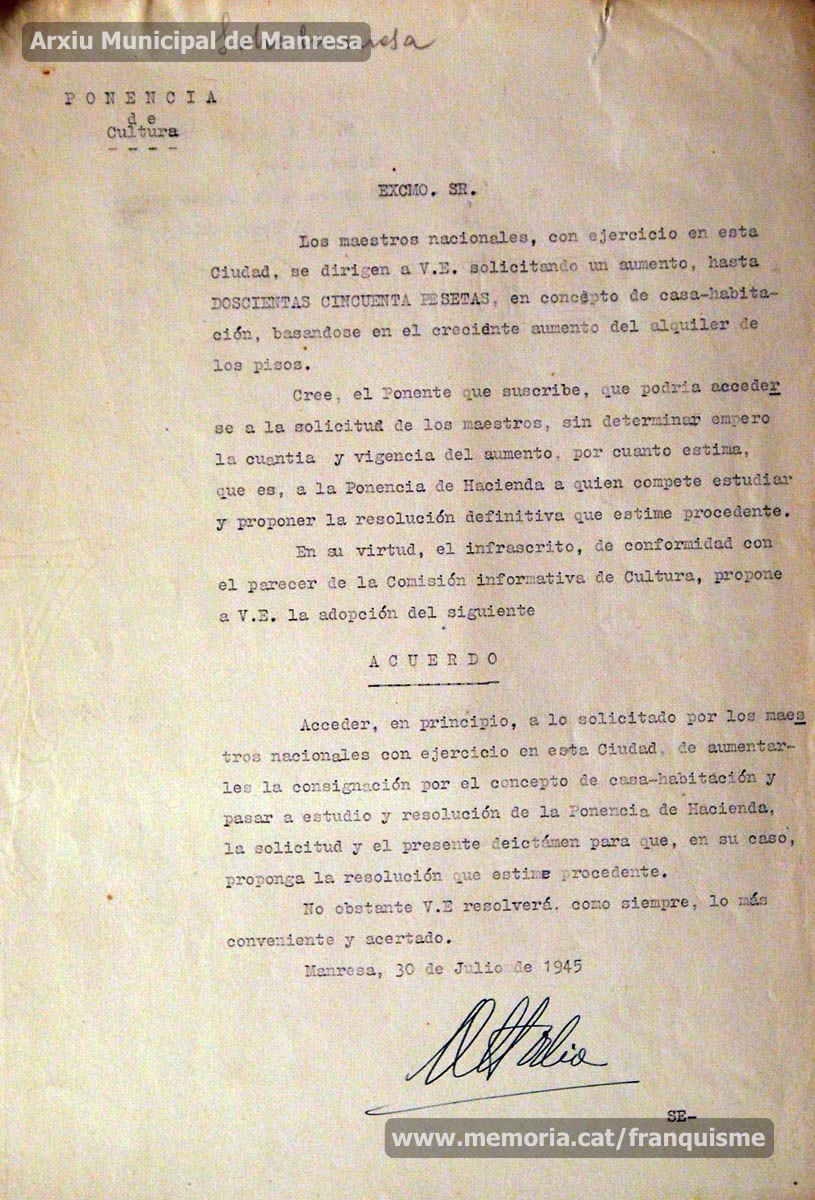 Arxiu Municipal de Manresa
PONENCIA
de
Cultura
- - - -
EXCMO. SR.
Los maestros nacionales, con ejercicio en esta
Ciudad, se dirigen a V.E. solicitando un aumento, hasta
DOSCIENTAS CINCUENTA PESETAS, en concepto de casa-habita-
ción, basandose en el crecidnte aumento del alquiler de
los pisos.
Cree, el Ponente que suscribe, que podria acceder
se a la solicitud de los maestros, sin determinar empero
la cuantia y vigencia del aumento, por cuanto estima,
que es, a la Ponencia de Hacienda a quien compete estudiar
y proponer la resolución definitiva que estime procedente.
En su virtud, el infrascrito, de conformidad con
el parecer de la Comisión informativa de Cultura, propone
a V.E. la adopción del siguiente
ACUERDO
Acceder, en principio, a lo solicitado por los maes
tros nacionales con ejercicio en esta Ciudad, de aumentar-
les la consignación por el concepto de casa-habitación y
pasar a estudio y resolución de la Ponencia de Hacienda,
la solicitud y el presente deictámen para que, en su caso,
proponga la resolución que estime procedente.
No obstante V.E resolverá, como siempre, lo más
conveniente y acertado.
Manresa, 30 de Julio de 1945
SE-
www.memoria.cat/franquisme